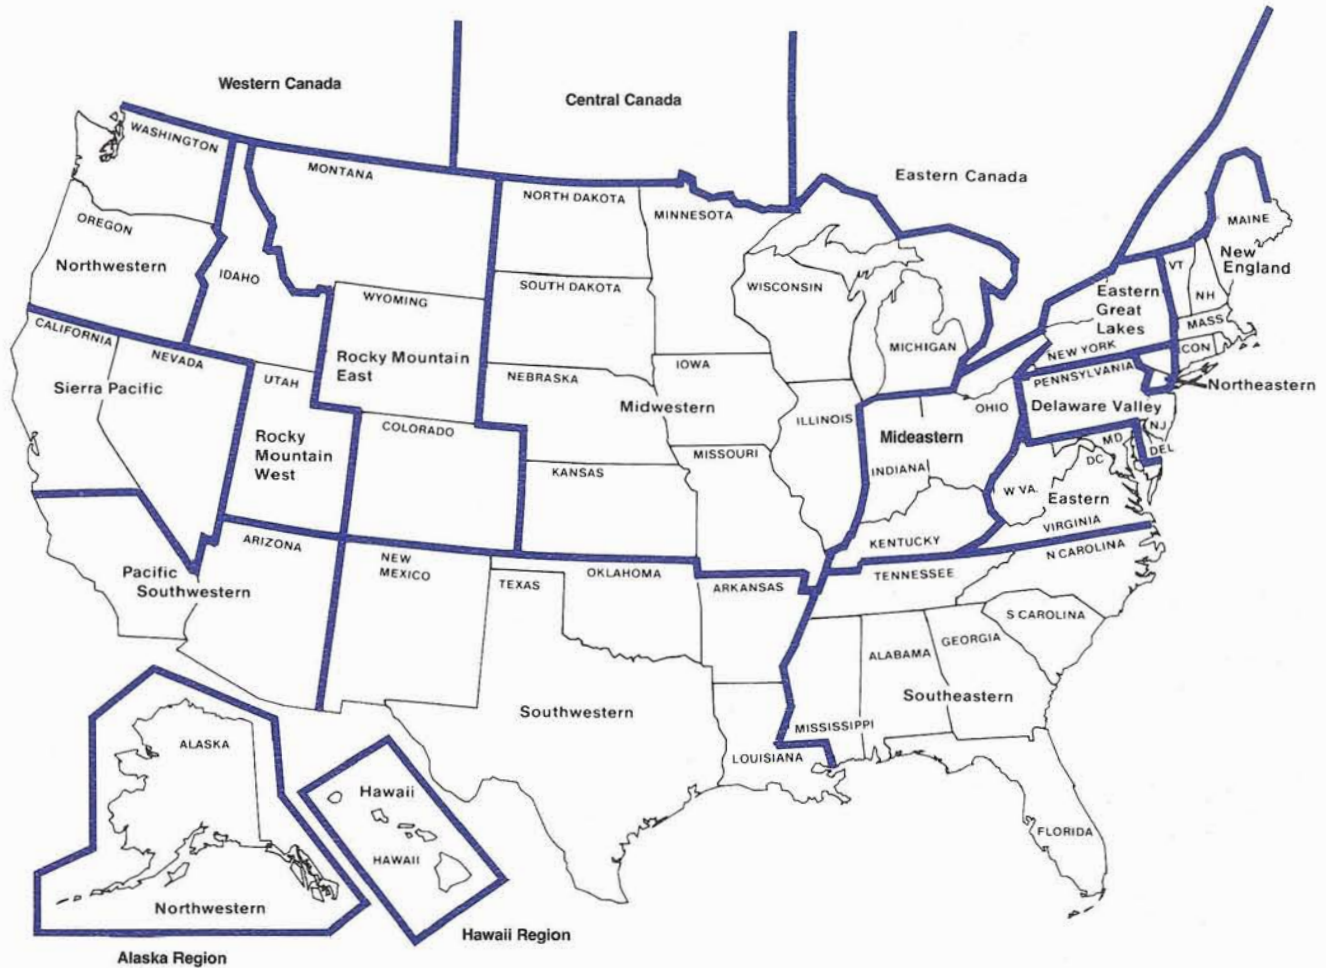 Western Canada
Central Canada
Eastern Canada
WASHINGTON
MONTANA
NORTH DAKOTA
MINNESOTA
MAINE
OREGON
Northwestern
IDAHO
WYOMING
SOUTH DAKOTA
WISCONSIN
MICHIGAN
Eastern
Great
Lakes
VT
New
England
NH
MASS
CON
NEW YORK
Northeastern
CALIFORNIA
NEVADA
Sierra Pacific
UTAH
Rocky Mountain
East
NEBRASKA
IOWA
Midwestern
ILLINOIS
OHIO
PENNSYLVANIA
Delaware Valley
NJ
MD
DEL
DC
Rocky
Mountain
West
COLORADO
KANSAS
MISSOURI
Mideastern
INDIANA
W VA.
Eastern
VIRGINIA
KENTUCKY
N CAROLINA
ARIZONA
Pacific
Southwestern
NEW
MEXICO
TEXAS
OKLAHOMA
ARKANSAS
TENNESSEE
S CAROLINA
ALABAMA
GEORGIA
Southeastern
Southwestern
MISSISSIPPI
LOUISIANA
FLORIDA
ALASKA
Northwestern
Alaska Region
Hawaii
HAWAII
Hawaii Region